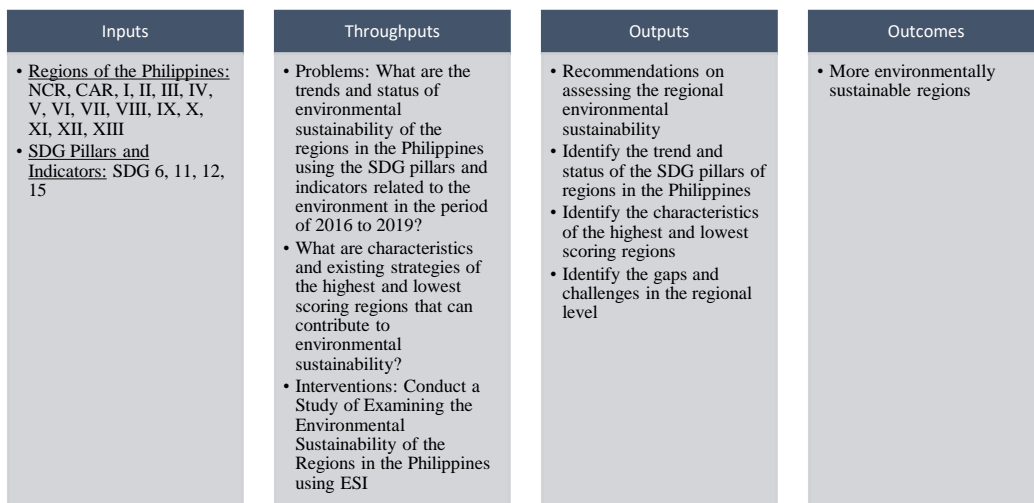 Inputs
• Regions of the Philippines:
NCR, CAR, I, II, III, IV,
V, VI, VII, VIII, IX, X,
XI, XII, XIII
• SDG Pillars and
Indicators: SDG 6, 11, 12,
15
Throughputs
• Problems: What are the
trends and status of
environmental
sustainability of the
regions in the Philippines
using the SDG pillars and
indicators related to the
environment in the period
of 2016 to 2019?
• What are characteristics
and existing strategies of
the highest and lowest
scoring regions that can
contribute to
environmental
sustainability?
• Interventions: Conduct a
Study of Examining the
Environmental
Sustainability of the
Regions in the Philippines
using ESI
Outputs
• Recommendations on
assessing the regional
environmental
sustainability
• Identify the trend and
status of the SDG pillars of
regions in the Philippines
• Identify the characteristics
of the highest and lowest
scoring regions
• Identify the gaps and
challenges in the regional
level
Outcomes
• More environmentally
sustainable regions